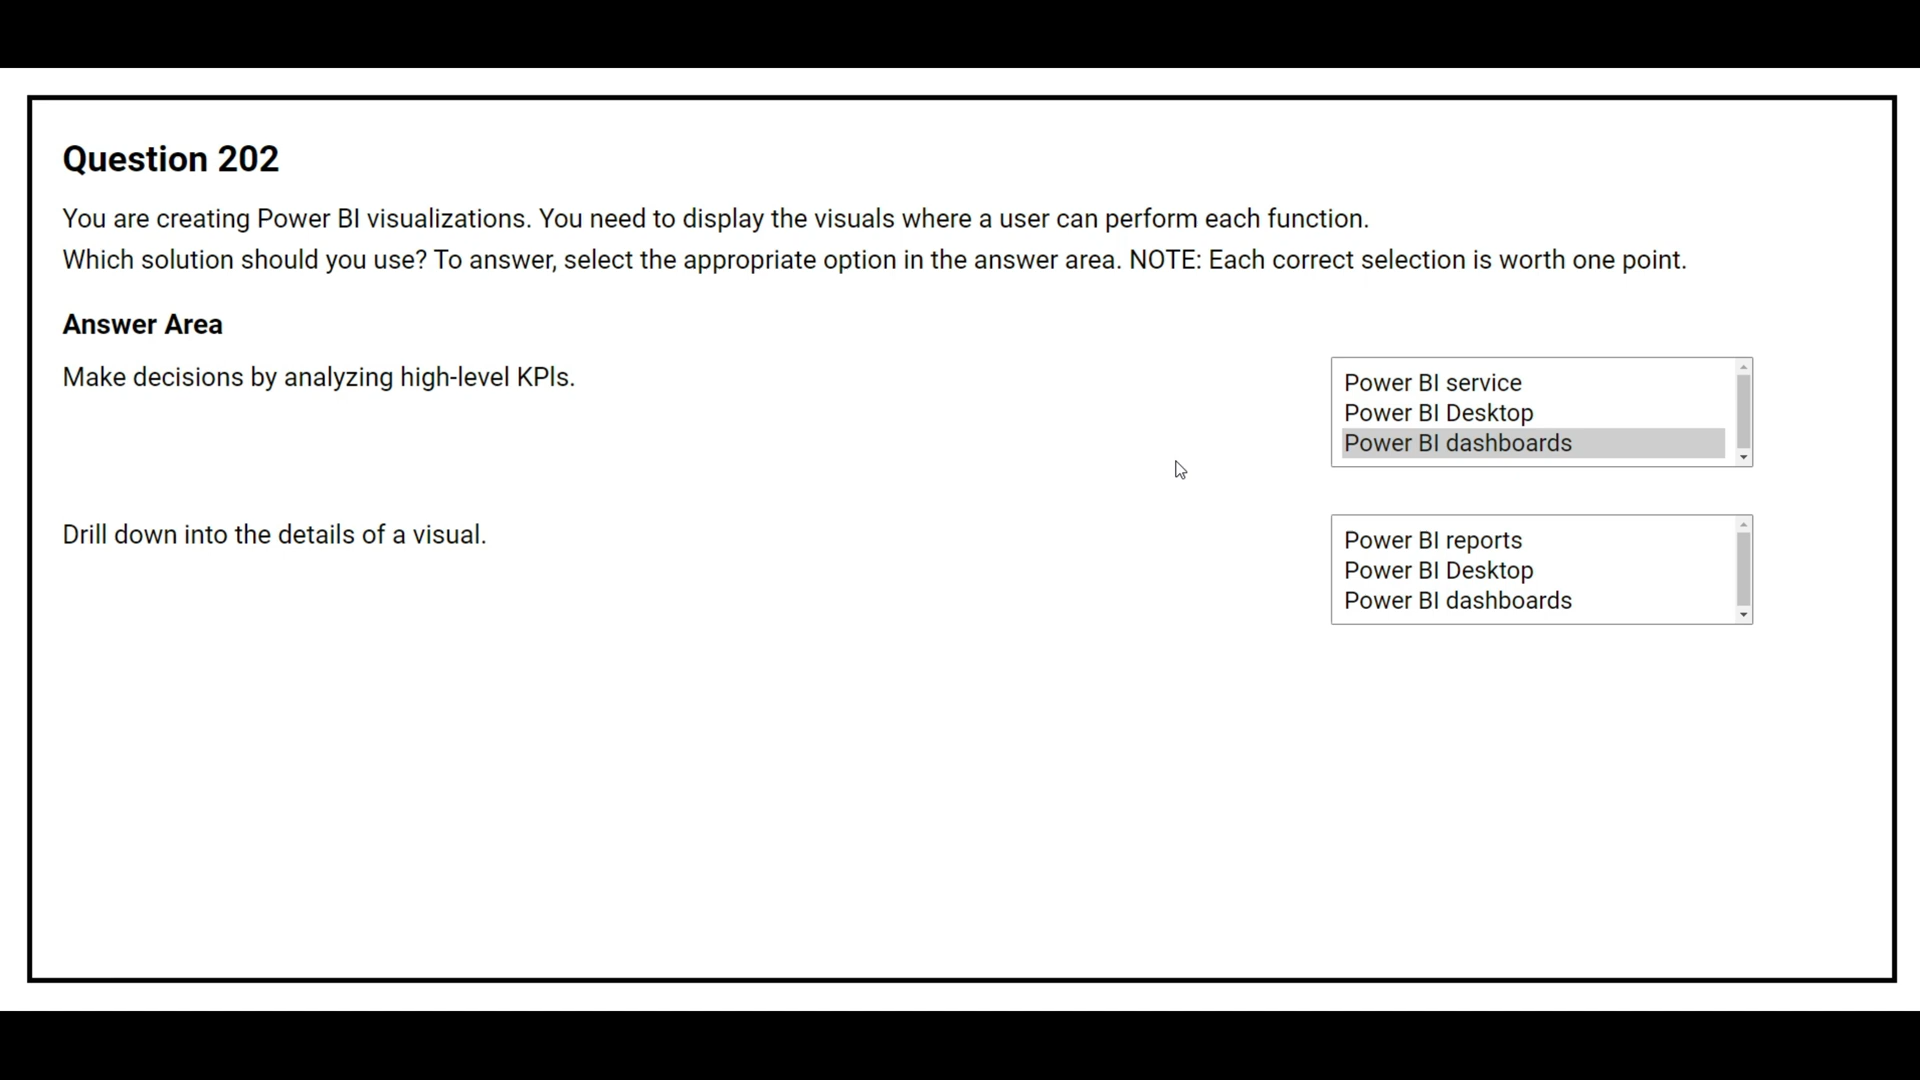 Question 202
You are creating Power BI visualizations. You need to display the visuals where a user can perform each function.
Which solution should you use? To answer, select the appropriate option in the answer area. NOTE: Each correct selection is worth one point.
Answer Area
Make decisions by analyzing high-level KPIs.
Power BI service
Power BI Desktop
Power BI dashboards
Drill down into the details of a visual.
Power BI reports
Power BI Desktop
Power BI dashboards